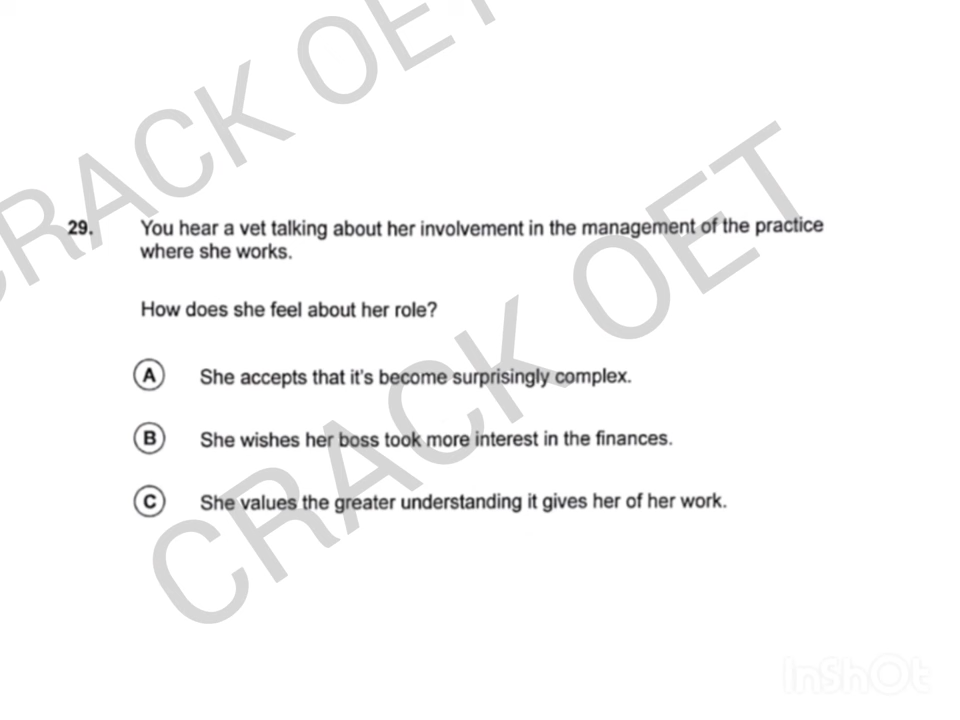 CRACK OET
29. You hear a vet talking about her involvement in the management of the practice
where she works.
How does she feel about her role?
A She accepts that it's become surprisingly complex.
B She wishes her boss took more interest in the finances.
C She values the greater understanding it gives her of her work.
CRACK OET
InShOt